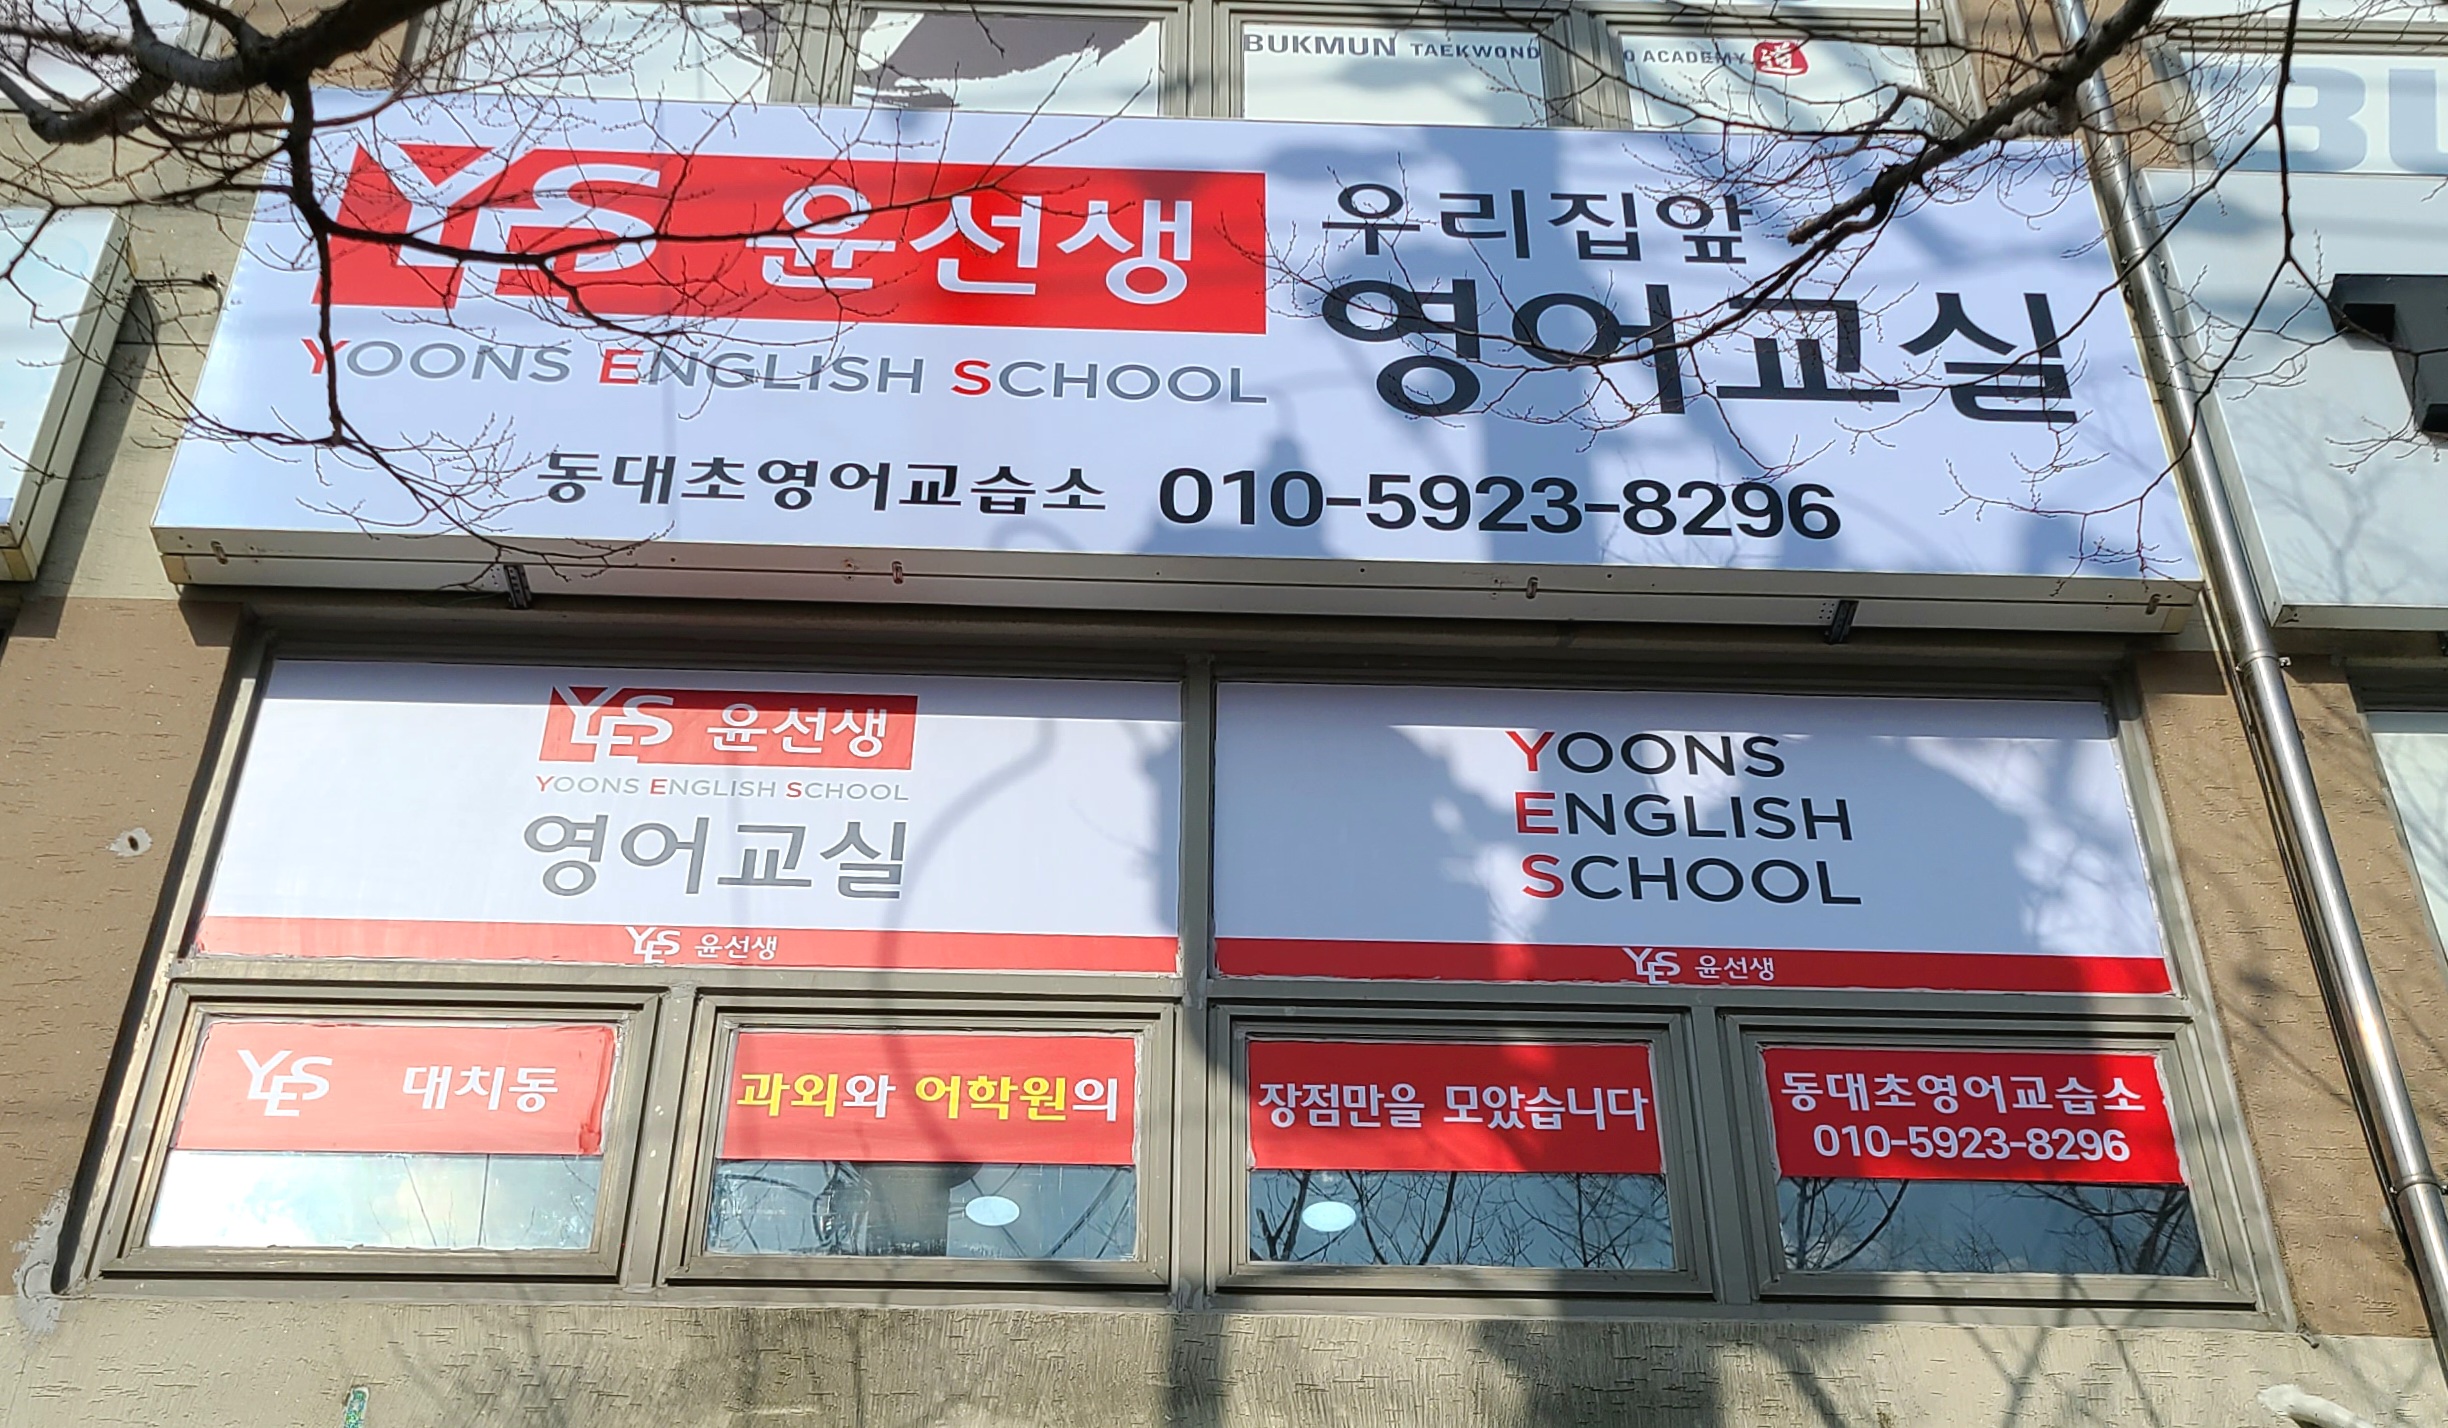 BUKMUN TAEKWONDO ACADEMY 道
BU
YES 윤선생
YOONS ENGLISH SCHOOL
우리집앞
영어교실
동대초영어교습소 010-5923-8296
YES 윤선생
YOONS ENGLISH SCHOOL
영어교실
YES 윤선생
YOONS
ENGLISH
SCHOOL
YES 윤선생
YES 대치동
과외와 어학원의
장점만을 모았습니다
동대초영어교습소
010-5923-8296